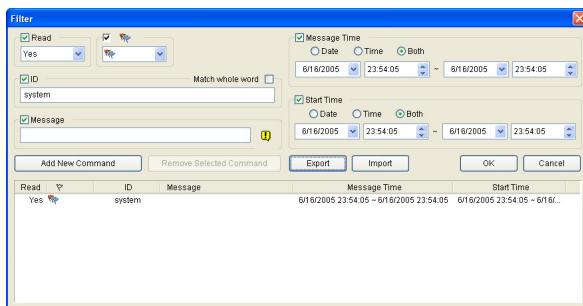 Filter
Read
Yes
ID
Match whole word
system
Message
Message Time
Date Time Both
6/16/2005 23:54:05 ~ 6/16/2005 23:54:05
Start Time
Date Time Both
6/16/2005 23:54:05 ~ 6/16/2005 23:54:05
Add New Command Remove Selected Command Export Import OK Cancel
Read ID Message Message Time Start Time
Yes system 6/16/2005 23:54:05 ~ 6/16/2005 23:54:05 6/16/2005 23:54:05 ~ 6/16/...